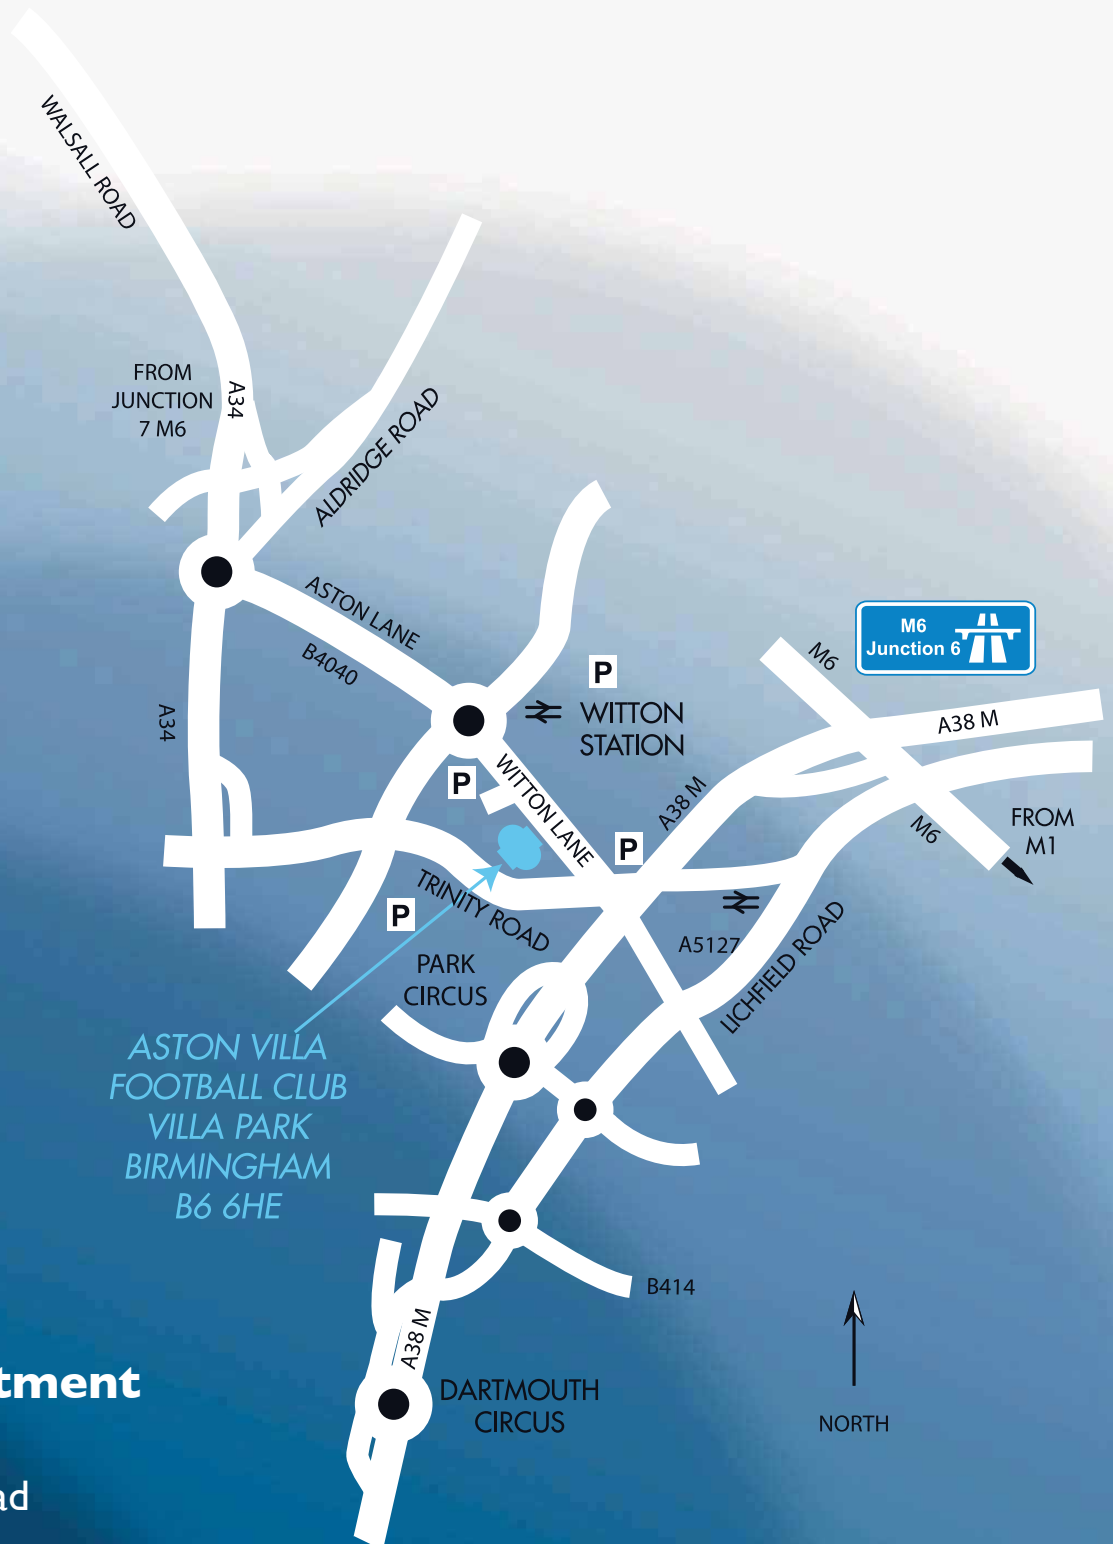 WALSALL ROAD
FROM
JUNCTION
7 M6
A34
ALDRIDGE ROAD
ASTON LANE
B4040
A34
P
WITTON
STATION
M6
Junction 6
M6
A38 M
WITTON LANE
P
A38 M
P
M6
FROM
M1
TRINITY ROAD
P
A5127
LICHFIELD ROAD
PARK
CIRCUS
ASTON VILLA
FOOTBALL CLUB
VILLA PARK
BIRMINGHAM
B6 6HE
B414
A38 M
DARTMOUTH
CIRCUS
NORTH
tment
ad